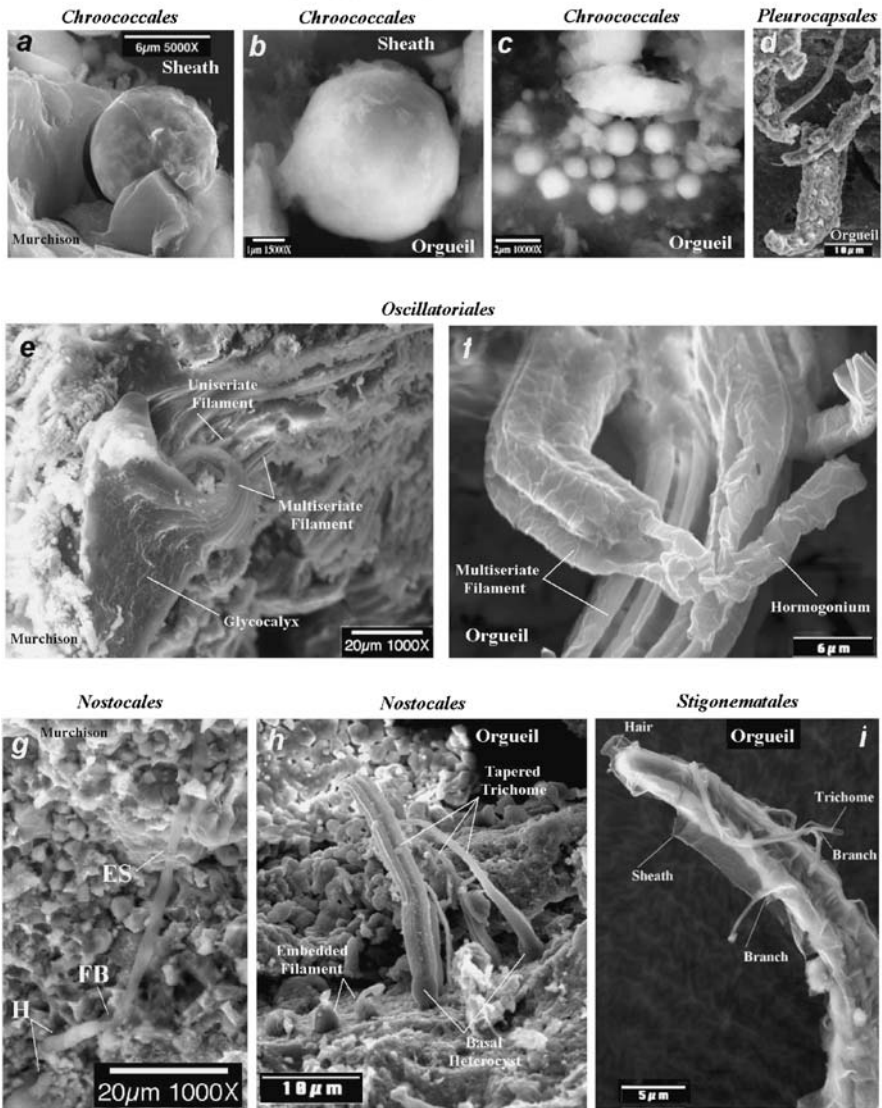 Chroococcales
Chroococcales
Chroococcales
Pleurocapsales
a
6µm 5000X
Sheath
Murchison
b
Sheath
1µm 15000X
Orgueil
c
2µm 10000X
Orgueil
d
Orgueil
10µm
Oscillatoriales
e
Uniseriate
Filament
Multiseriate
Filament
Glycocalyx
Murchison
20µm 1000X
f
Multiseriate
Filament
Hormogonium
Orgueil
6µm
Nostocales
Nostocales
Stigonematales
g
Murchison
ES
FB
H
20µm 1000X
h
Orgueil
Tapered
Trichome
Embedded
Filament
Basal
Heterocyst
10µm
Hair
Orgueil
i
Trichome
Branch
Sheath
Branch
5µm